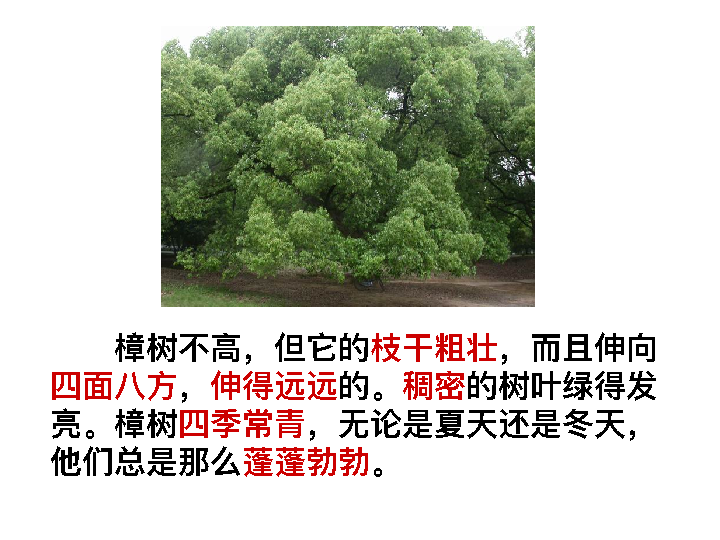 樟树不高，但它的枝干粗壮，而且伸向
四面八方，伸得远远的。稠密的树叶绿得发
亮。樟树四季常青，无论是夏天还是冬天，
他们总是那么蓬蓬勃勃。